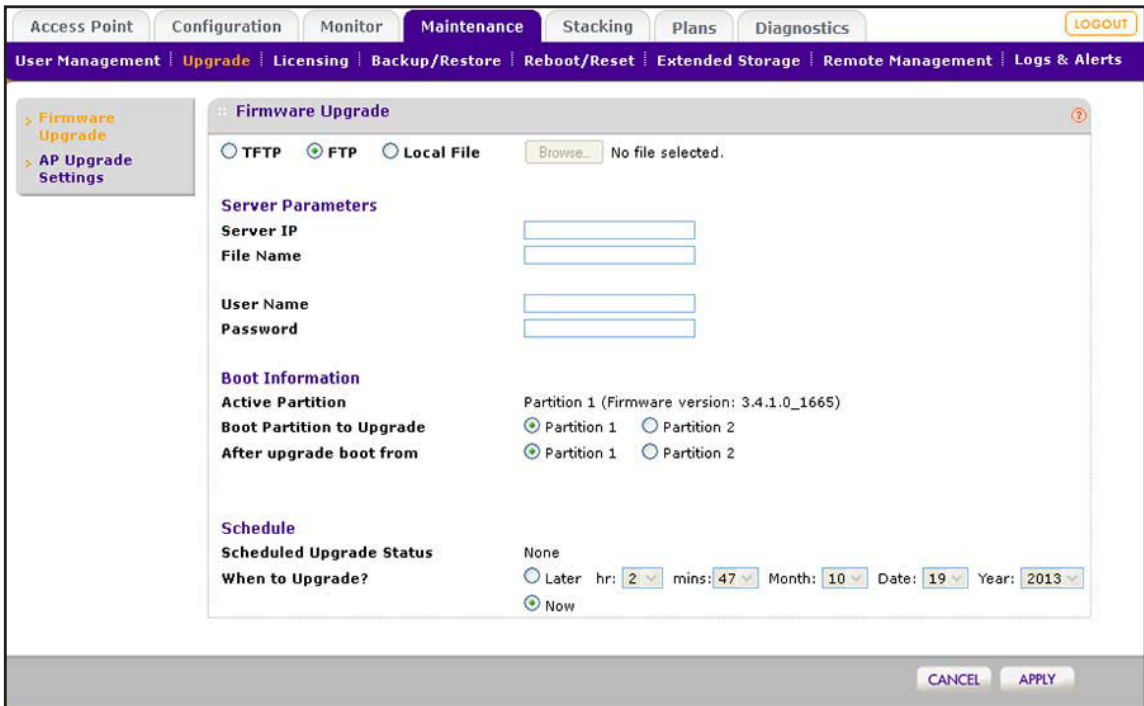 Access Point Configuration Monitor Maintenance Stacking Plans Diagnostics LOGOUT
User Management Upgrade Licensing Backup/Restore Reboot/Reset Extended Storage Remote Management Logs & Alerts
Firmware Upgrade
AP Upgrade Settings
Firmware Upgrade ?
TFTP FTP Local File Browse... No file selected.
Server Parameters
Server IP
File Name
User Name
Password
Boot Information
Active Partition Partition 1 (Firmware version: 3.4.1.0_1665)
Boot Partition to Upgrade Partition 1 Partition 2
After upgrade boot from Partition 1 Partition 2
Schedule
Scheduled Upgrade Status None
When to Upgrade? Later hr: 2 mins: 47 Month: 10 Date: 19 Year: 2013
Now
CANCEL APPLY